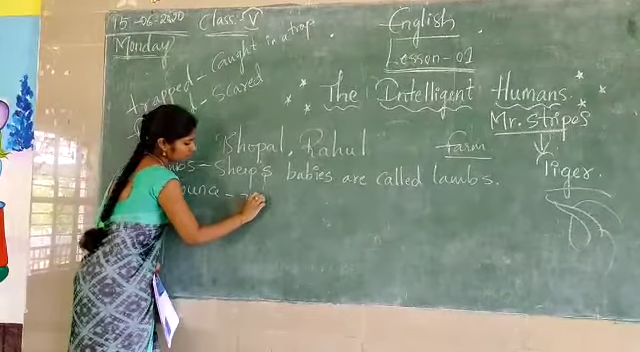 15-06-2020 Class: V English
Monday Lesson-01
trapped - Caught in a trap.
- Scared
The Intelligent Humans.
Mr. Stripes
Bhopal, Rahul farm
Tiger.
lambs - Sheep's babies are called lambs.